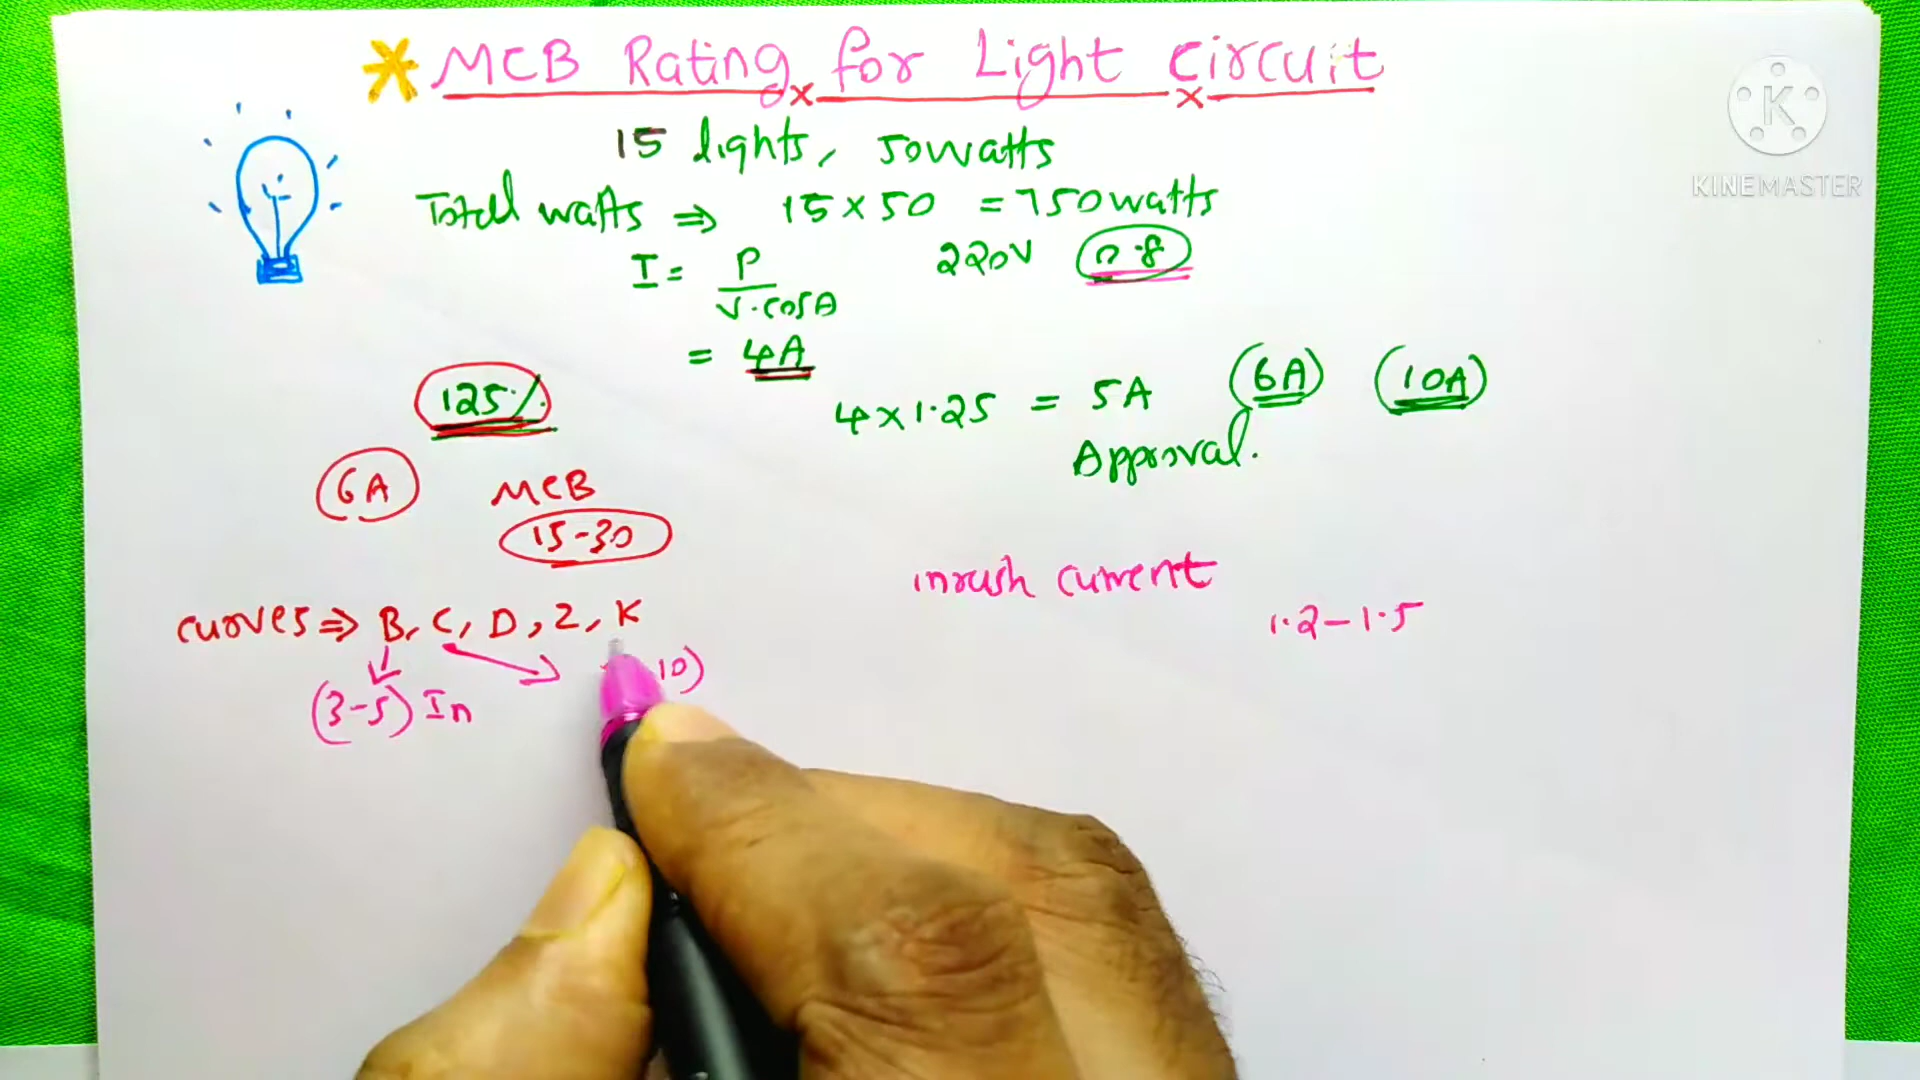 MCB Rating for Light Circuit
15 lights, 50watts
Total watts ⇒ 15 × 50 = 750watts
I = P / V.cosθ 220V 0.8
= 4A
125%
4 × 1.25 = 5A (6A) (10A)
Approval.
6A MCB
15-30
inrush current
1.2-1.5
curves ⇒ B, C, D, Z, K
(3-5) In 10)
K
KINEMASTER